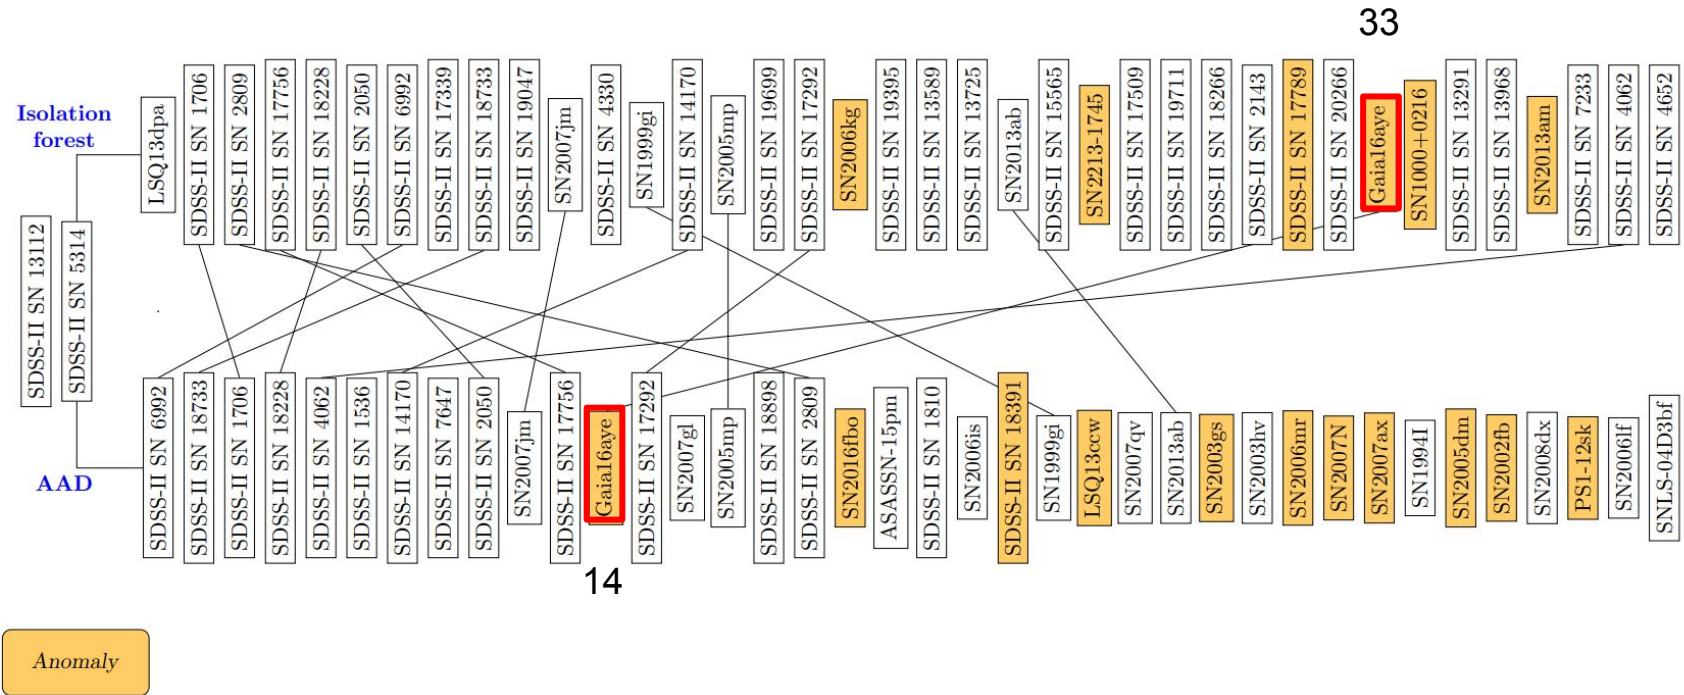 33
Isolation
forest
LSQ13dpa
SDSS-II SN 1706
SDSS-II SN 2809
SDSS-II SN 17756
SDSS-II SN 18228
SDSS-II SN 2050
SDSS-II SN 6992
SDSS-II SN 17339
SDSS-II SN 18733
SDSS-II SN 19047
SN2007jm
SDSS-II SN 4330
SN1999gi
SDSS-II SN 14170
SN2005mp
SDSS-II SN 19699
SDSS-II SN 17292
SN2006kg
SDSS-II SN 19395
SDSS-II SN 13589
SDSS-II SN 13725
SN2013ab
SDSS-II SN 15565
SN2213-1745
SDSS-II SN 17509
SDSS-II SN 19711
SDSS-II SN 18266
SDSS-II SN 2143
SDSS-II SN 17789
SDSS-II SN 20266
Gaia16aye
SN1000+0216
SDSS-II SN 13291
SDSS-II SN 13968
SN2013am
SDSS-II SN 7233
SDSS-II SN 4062
SDSS-II SN 4652
SDSS-II SN 13112
SDSS-II SN 5314
AAD
SDSS-II SN 6992
SDSS-II SN 18733
SDSS-II SN 1706
SDSS-II SN 18228
SDSS-II SN 4062
SDSS-II SN 1536
SDSS-II SN 14170
SDSS-II SN 7647
SDSS-II SN 2050
SN2007jm
SDSS-II SN 17756
Gaia16aye
SDSS-II SN 17292
SN2007gl
SN2005mp
SDSS-II SN 18898
SDSS-II SN 2809
SN2016fbo
ASASSN-15pm
SDSS-II SN 1810
SN2006is
SDSS-II SN 18391
SN1999gi
LSQ13ccw
SN2007qv
SN2013ab
SN2003gs
SN2003hv
SN2006mr
SN2007N
SN2007ax
SN1994I
SN2005dm
SN2002fb
SN2008dx
PS1-12sk
SN2006lf
SNLS-04D3bf
14
Anomaly